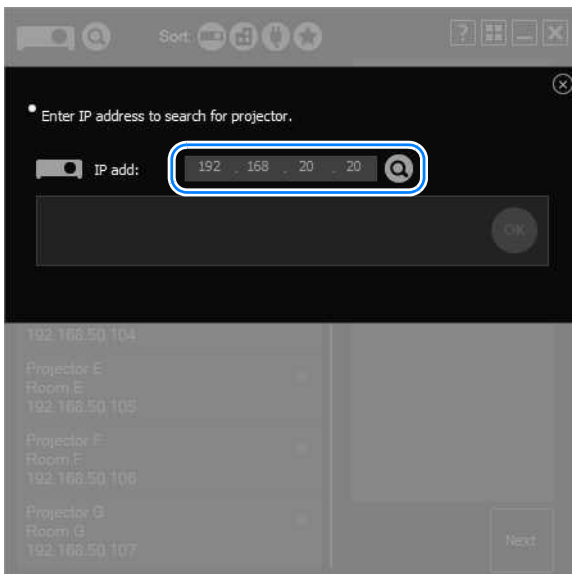 Sort:
?
Enter IP address to search for projector.
IP add: 192 . 168 . 20 . 20
OK
192.168.50.104
Projector E
Room E
192.168.50.105
Projector F
Room F
192.168.50.106
Projector G
Room G
192.168.50.107
Next